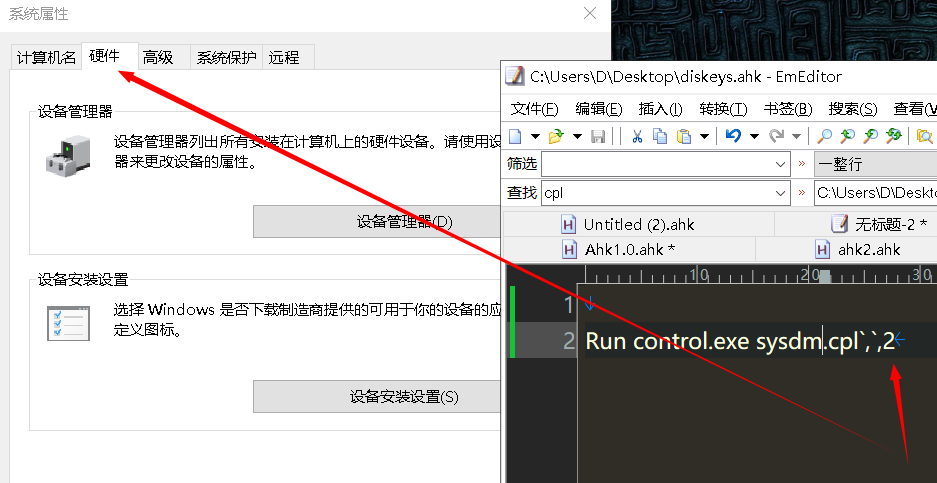 系统属性
计算机名 硬件 高级 系统保护 远程
设备管理器
设备管理器列出所有安装在计算机上的硬件设备。请使用设
器来更改设备的属性。
设备管理器(D)
设备安装设置
选择 Windows 是否下载制造商提供的可用于你的设备的应
定义图标。
设备安装设置(S)
C:\Users\D\Desktop\diskeys.ahk - EmEditor
文件(F) 编辑(E) 插入(I) 转换(T) 书签(B) 搜索(S) 查看(V
筛选 » 一整行
查找 cpl » C:\Users\D\Deskto
Untitled (2).ahk 无标题-2 *
Ahk1.0.ahk * ahk2.ahk
10 20 30
1
2 Run control.exe sysdm.cpl`,`,2